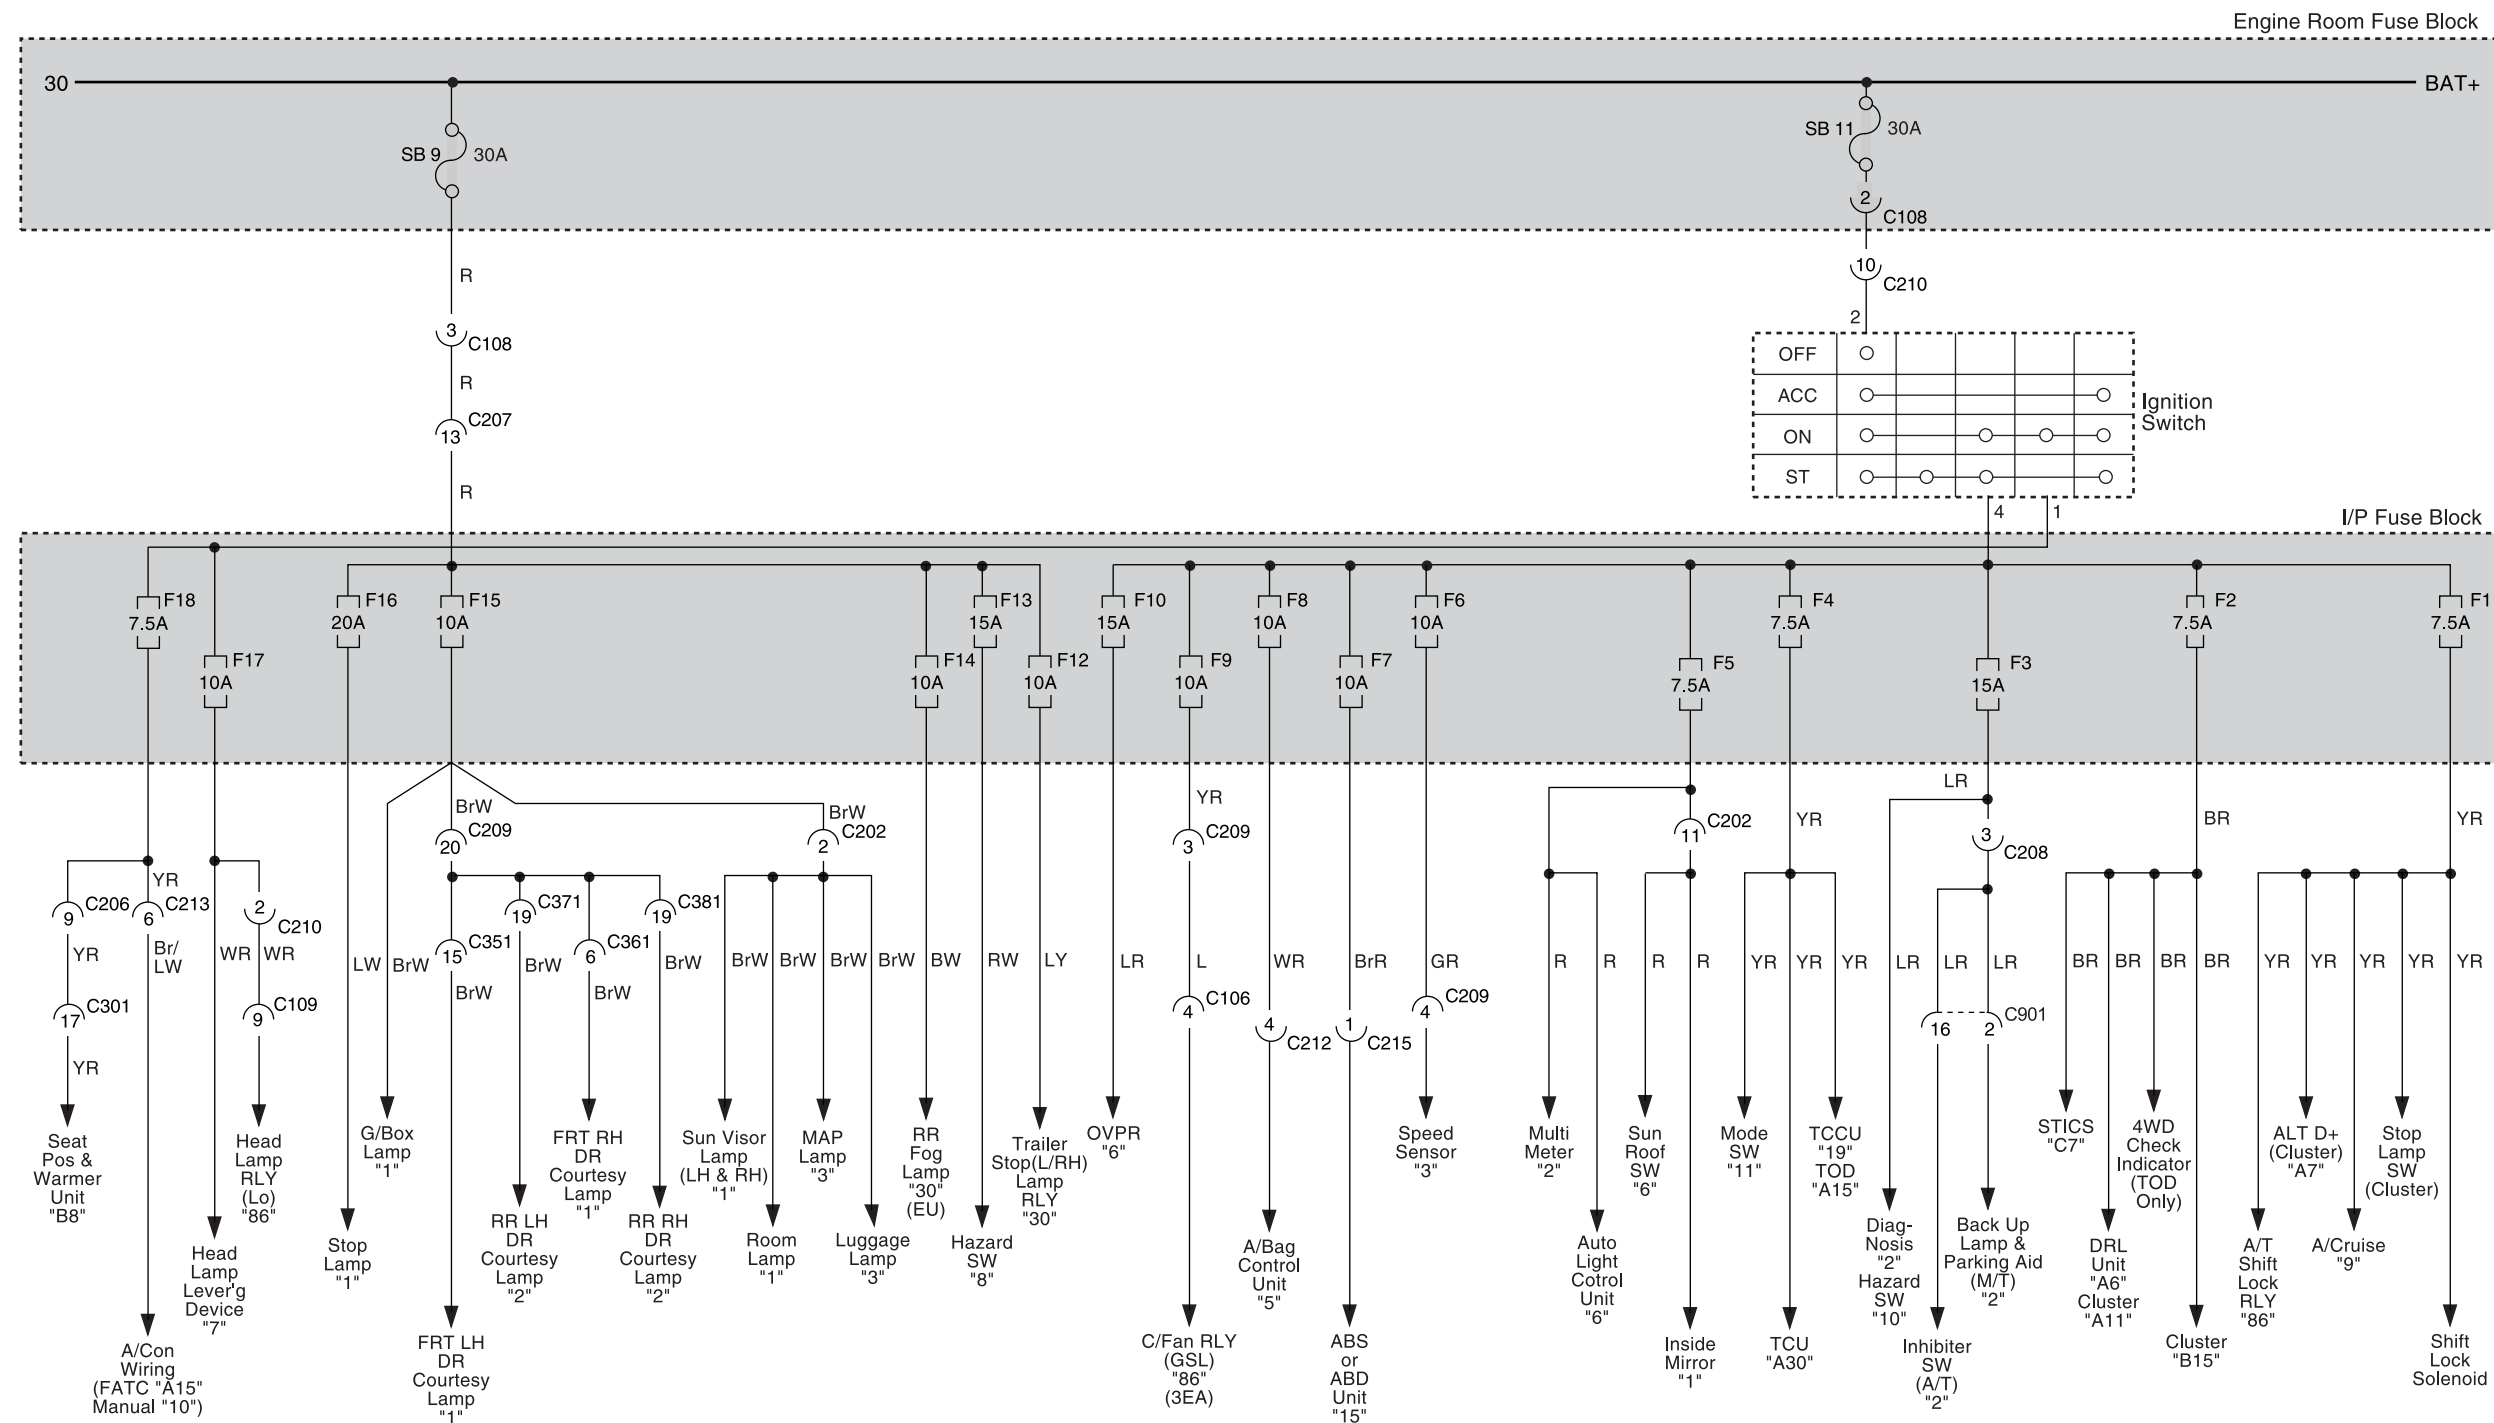 Engine Room Fuse Block
30
BAT+
SB 9
30A
SB 11
30A
2
C108
R
10
C210
3
C108
2
R
C207
13
R
OFF
ACC
ON
ST
Ignition
Switch
4
1
I/P Fuse Block
F18
7.5A
F17
10A
F16
20A
F15
10A
F14
10A
F13
15A
F12
10A
F10
15A
F9
10A
F8
10A
F7
10A
F6
10A
F5
7.5A
F4
7.5A
F3
15A
F2
7.5A
F1
7.5A
YR
C206
9
C213
6
YR
Br/
LW
C301
17
YR
Seat
Pos &
Warmer
Unit
"B8"
A/Con
Wiring
(FATC "A15"
Manual "10")
2
C210
WR
WR
C109
9
Head
Lamp
Lever'g
Device
"7"
Head
Lamp
RLY
(Lo)
"86"
LW
Stop
Lamp
"1"
BrW
G/Box
Lamp
"1"
BrW
C209
20
C351
15
BrW
FRT LH
DR
Courtesy
Lamp
"1"
C371
19
BrW
RR LH
DR
Courtesy
Lamp
"2"
C361
6
BrW
FRT RH
DR
Courtesy
Lamp
"1"
C381
19
BrW
RR RH
DR
Courtesy
Lamp
"2"
BrW
C202
2
BrW
BrW
BrW
BrW
Sun Visor
Lamp
(LH & RH)
"1"
Room
Lamp
"1"
MAP
Lamp
"3"
Luggage
Lamp
"3"
BW
RR
Fog
Lamp
"30"
(EU)
RW
Hazard
SW
"8"
LY
Trailer
Stop(L/RH)
Lamp
RLY
"30"
LR
OVPR
"6"
YR
C209
3
L
C106
4
C/Fan RLY
(GSL)
"86"
(3EA)
WR
4
C212
A/Bag
Control
Unit
"5"
BrR
1
C215
ABS
or
ABD
Unit
"15"
GR
C209
4
Speed
Sensor
"3"
C202
11
R
R
R
R
Multi
Meter
"2"
Auto
Light
Cotrol
Unit
"6"
Sun
Roof
SW
"6"
Inside
Mirror
"1"
YR
YR
YR
YR
Mode
SW
"11"
TCU
"A30"
TCCU
"19"
TOD
"A15"
LR
3
C208
LR
LR
LR
C901
16
2
Diag-
Nosis
"2"
Hazard
SW
"10"
Inhibiter
SW
(A/T)
"2"
Back Up
Lamp &
Parking Aid
(M/T)
"2"
BR
BR
BR
BR
BR
STICS
"C7"
DRL
Unit
"A6"
Cluster
"A11"
4WD
Check
Indicator
(TOD
Only)
Cluster
"B15"
YR
YR
YR
YR
YR
YR
A/T
Shift
Lock
RLY
"86"
ALT D+
(Cluster)
"A7"
A/Cruise
"9"
Stop
Lamp
SW
(Cluster)
Shift
Lock
Solenoid